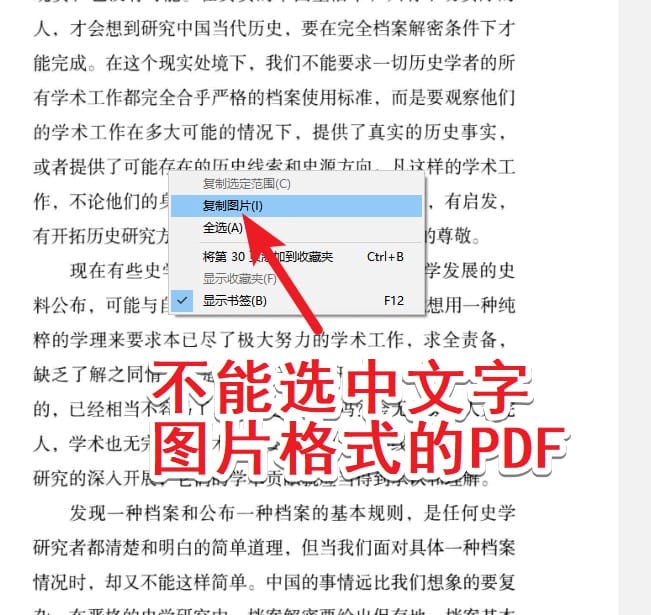 人，才会想到研究中国当代历史，要在完全档案解密条件下才
能完成。在这个现实处境下，我们不能要求一切历史学者的所
有学术工作都完全合乎严格的档案使用标准，而是要观察他们
的学术工作在多大可能的情况下，提供了真实的历史事实，
或者提供了可能存在的历史线索和史源方向。凡这样的学术工
作，不论他们的
，有启发，
有开拓历史研究方
的尊敬。
复制选定范围(C)
复制图片(I)
全选(A)
将第 30 页添加到收藏夹 Ctrl+B
显示收藏夹(F)
显示书签(B) F12
现在有些史学
学发展的史
料公布，可能与自
想用一种纯
粹的学理来要求本已尽了极大努力的学术工作，求全责备，
缺乏了解之同情
的，已经相当不容
人，学术也无完
研究的深入开展
不能选中文字
图片格式的PDF
发现一种档案和公布一种档案的基本规则，是任何史学
研究者都清楚和明白的简单道理，但当我们面对具体一种档案
情况时，却又不能这样简单。中国的事情远比我们想象的要复